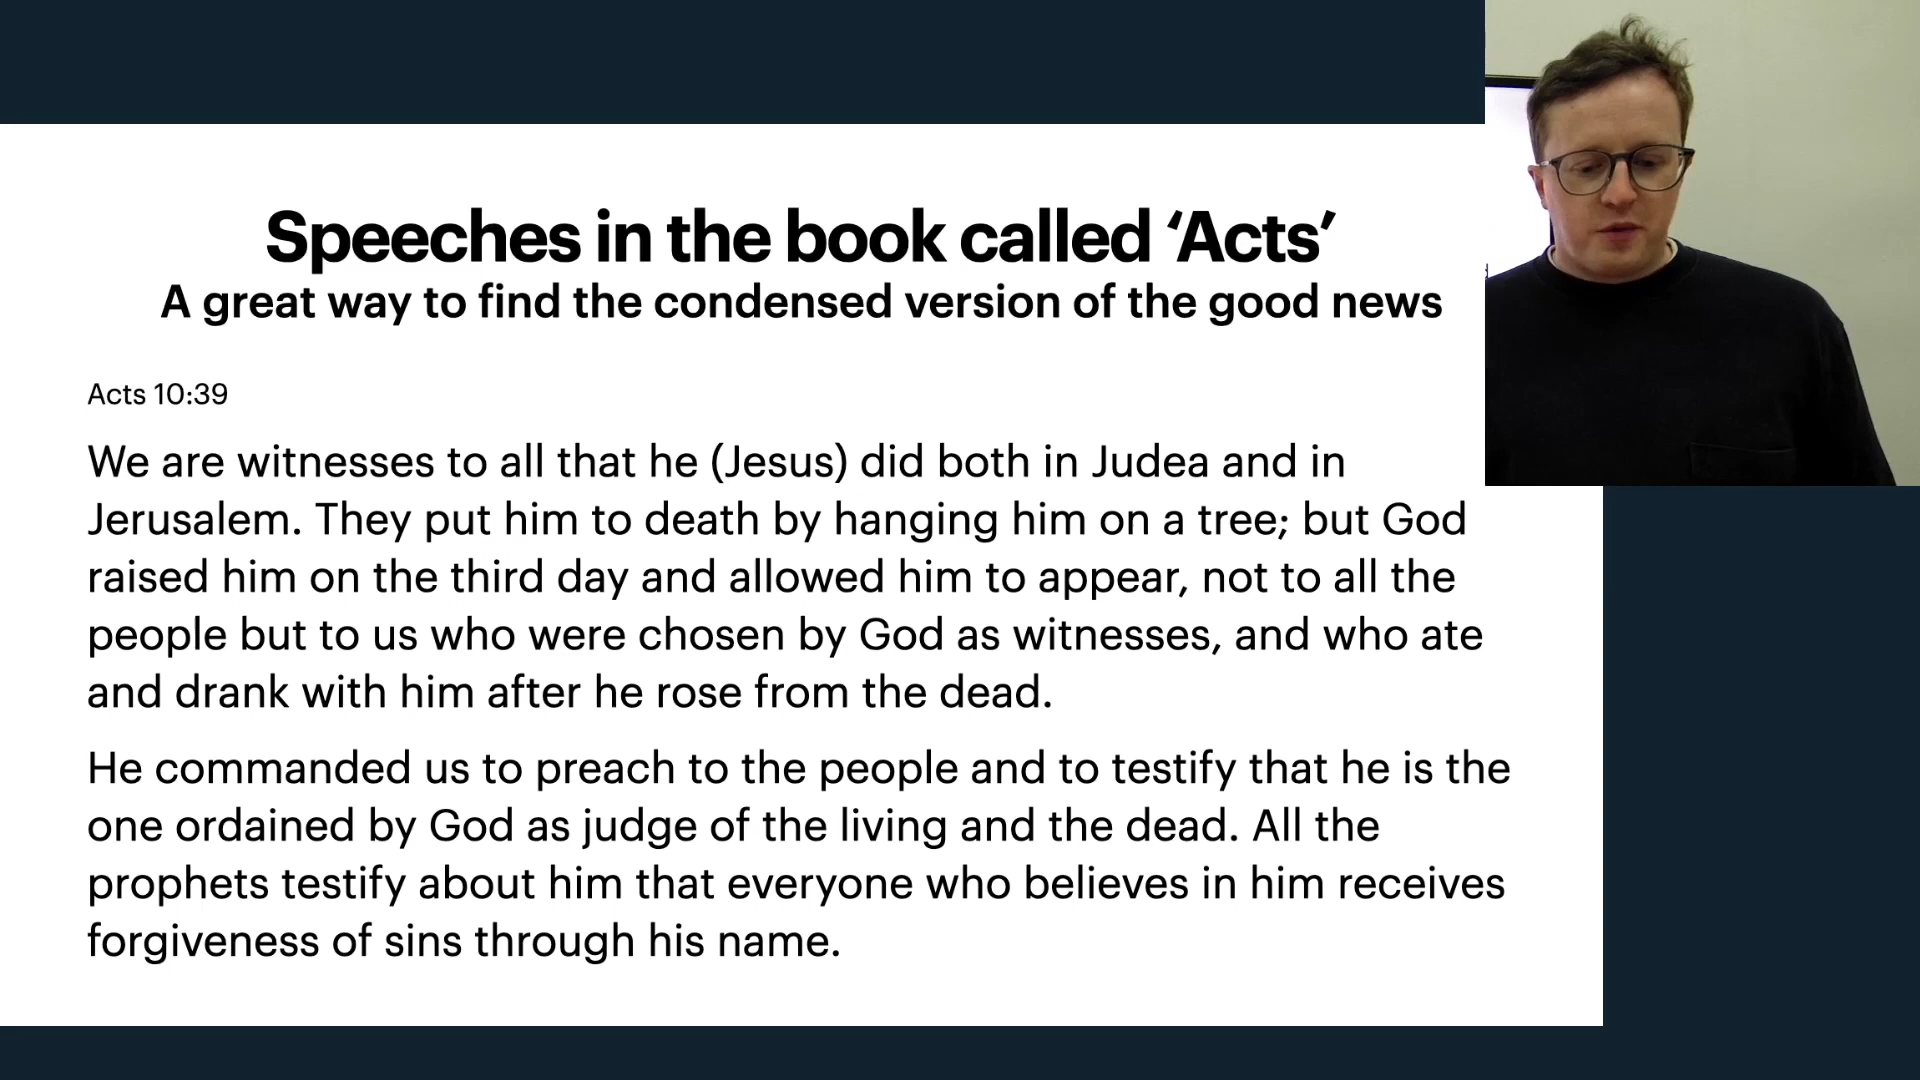 Speeches in the book called ‘Acts’
A great way to find the condensed version of the good news
Acts 10:39
We are witnesses to all that he (Jesus) did both in Judea and in
Jerusalem. They put him to death by hanging him on a tree; but God
raised him on the third day and allowed him to appear, not to all the
people but to us who were chosen by God as witnesses, and who ate
and drank with him after he rose from the dead.
He commanded us to preach to the people and to testify that he is the
one ordained by God as judge of the living and the dead. All the
prophets testify about him that everyone who believes in him receives
forgiveness of sins through his name.